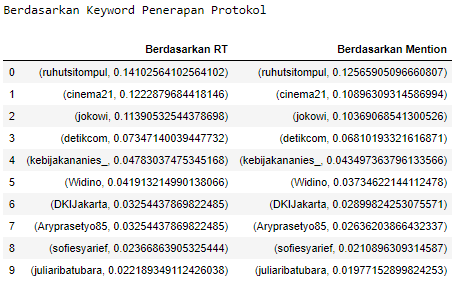 Berdasarkan Keyword Penerapan Protokol
Berdasarkan RT Berdasarkan Mention
0 (ruhutsitompul, 0.14102564102564102) (ruhutsitompul, 0.12565905096660807)
1 (cinema21, 0.1222879684418146) (cinema21, 0.10896309314586994)
2 (jokowi, 0.11390532544378698) (jokowi, 0.10369068541300526)
3 (detikcom, 0.07347140039447732) (detikcom, 0.06810193321616871)
4 (kebijakananies_, 0.04783037475345168) (kebijakananies_, 0.043497363796133566)
5 (Widino, 0.041913214990138066) (Widino, 0.03734622144112478)
6 (DKIJakarta, 0.03254437869822485) (DKIJakarta, 0.02899824253075571)
7 (Aryprasetyo85, 0.03254437869822485) (Aryprasetyo85, 0.02636203866432337)
8 (sofiesyarief, 0.02366863905325444) (sofiesyarief, 0.0210896309314587)
9 (juliaribatubara, 0.022189349112426038) (juliaribatubara, 0.01977152899824253)